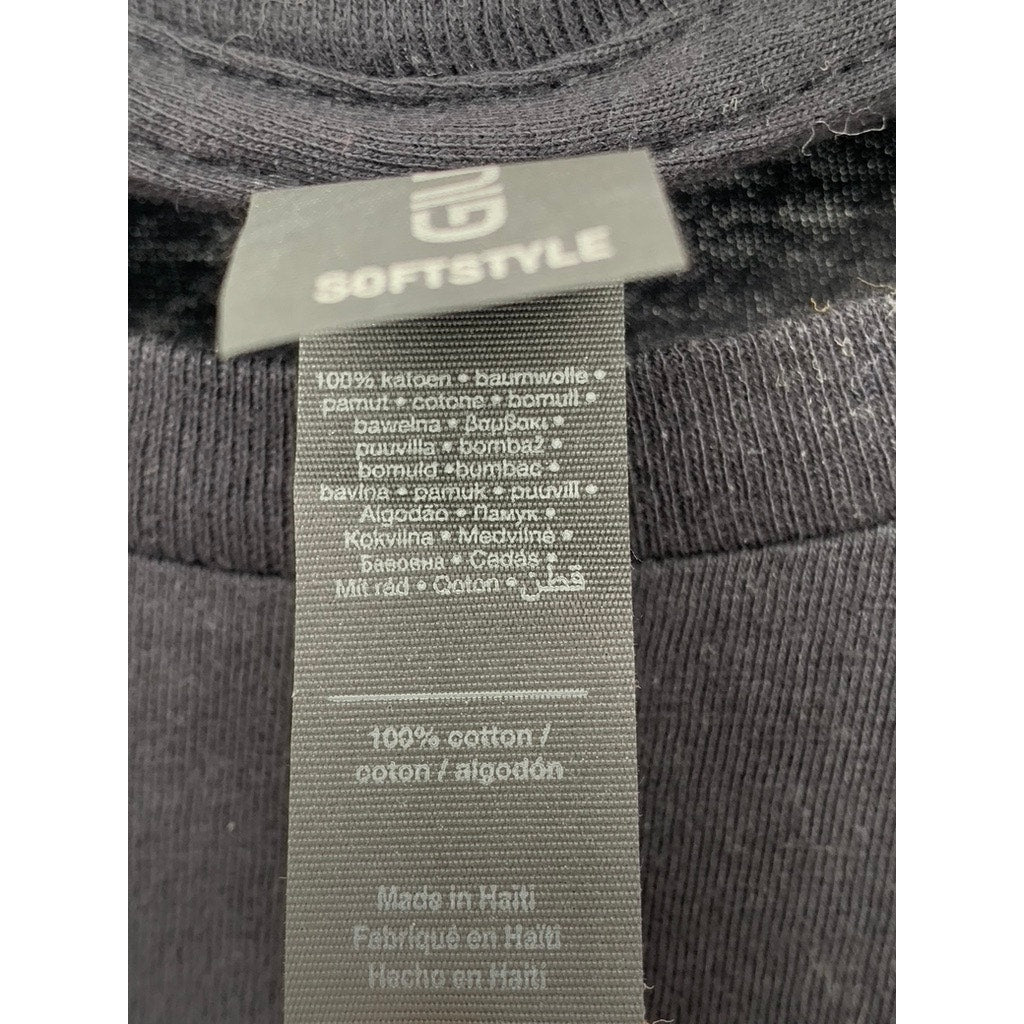 SOFTSTYLE
100% katoen • baumwolle •
pamut • cotone • bomull •
bawełna • βαμβακι •
puuvilla • bombaž •
bomuld • bumbac •
bavlna • pamuk • puuvill •
Algodão • Памук •
Kokvilna • Medvilnė •
Бавовна • Cadás •
Mit rád • Qoton • قطن
100% cotton /
coton / algodón
Made in Haiti
Fabriqué en Haïti
Hecho en Haití